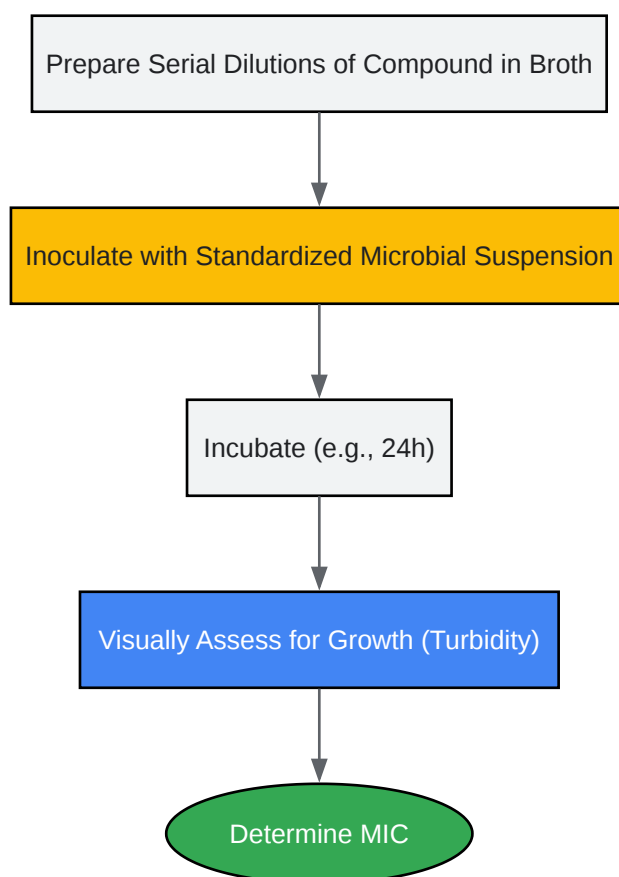 Prepare Serial Dilutions of Compound in Broth
Inoculate with Standardized Microbial Suspension
Incubate (e.g., 24h)
Visually Assess for Growth (Turbidity)
Determine MIC